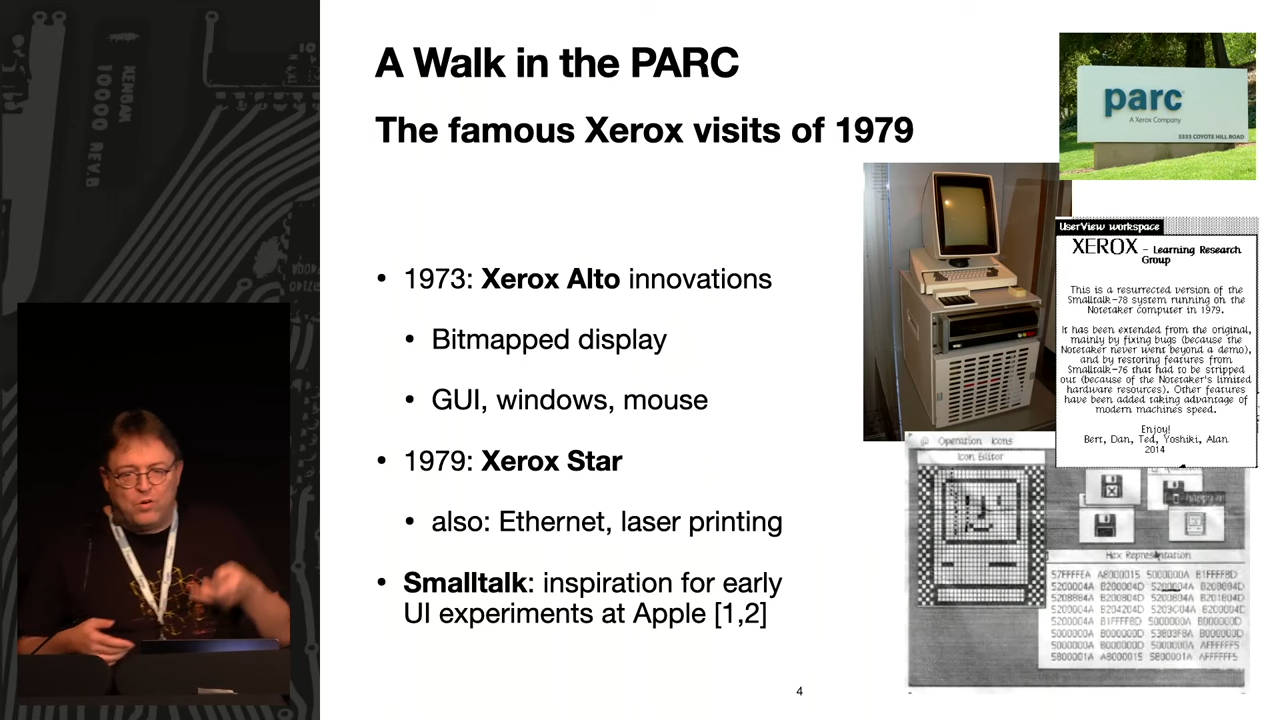 KENBAK
10000 REV.B
A Walk in the PARC
The famous Xerox visits of 1979
• 1973: Xerox Alto innovations
• Bitmapped display
• GUI, windows, mouse
• 1979: Xerox Star
• also: Ethernet, laser printing
• Smalltalk: inspiration for early
UI experiments at Apple [1,2]
4
parc
A Xerox Company
3333 COYOTE HILL ROAD
UserView workspace
XEROX - Learning Research
Group
This is a resurrected version of the
Smalltalk-78 system running on the
Notetaker computer in 1979.
It has been extended from the original,
mainly by fixing bugs (because the
Notetaker never went beyond a demo),
and by restoring features from
Smalltalk-76 that had to be stripped
out (because of the Notetaker's limited
hardware resources). Other features
have been added taking advantage of
modern machines speed.
Enjoy!
Bert, Dan, Ted, Yoshiki, Alan
2014
Operation Icons
Icon Editor
Hex Representation